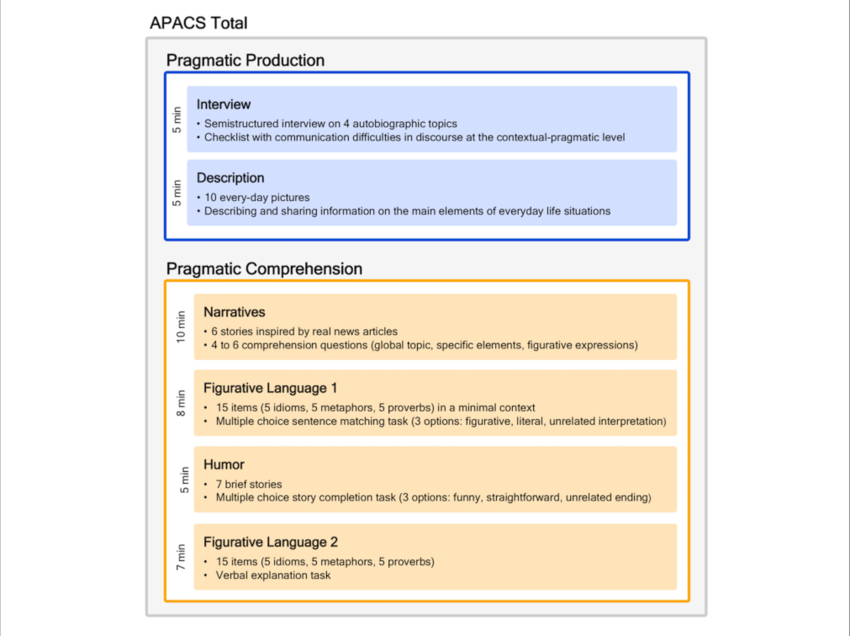 APACS Total
Pragmatic Production
5 min
Interview
• Semistructured interview on 4 autobiographic topics
• Checklist with communication difficulties in discourse at the contextual-pragmatic level
5 min
Description
• 10 every-day pictures
• Describing and sharing information on the main elements of everyday life situations
Pragmatic Comprehension
10 min
Narratives
• 6 stories inspired by real news articles
• 4 to 6 comprehension questions (global topic, specific elements, figurative expressions)
8 min
Figurative Language 1
• 15 items (5 idioms, 5 metaphors, 5 proverbs) in a minimal context
• Multiple choice sentence matching task (3 options: figurative, literal, unrelated interpretation)
5 min
Humor
• 7 brief stories
• Multiple choice story completion task (3 options: funny, straightforward, unrelated ending)
7 min
Figurative Language 2
• 15 items (5 idioms, 5 metaphors, 5 proverbs)
• Verbal explanation task